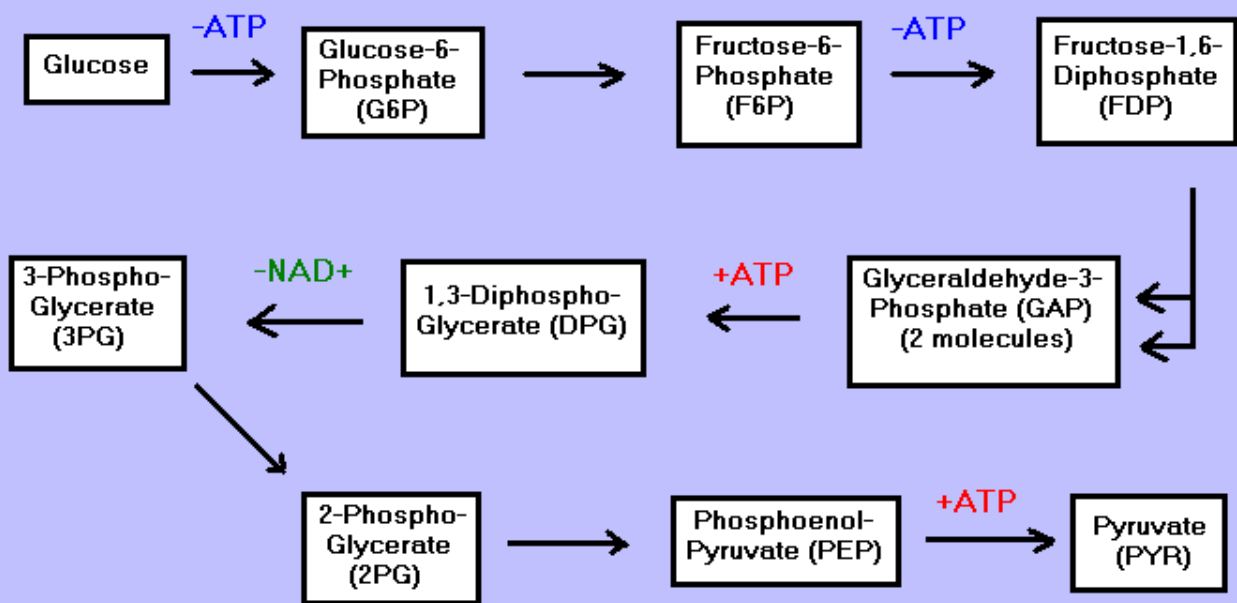 Glucose
-ATP
Glucose-6-
Phosphate
(G6P)
Fructose-6-
Phosphate
(F6P)
-ATP
Fructose-1,6-
Diphosphate
(FDP)
3-Phospho-
Glycerate
(3PG)
-NAD+
1,3-Diphospho-
Glycerate (DPG)
+ATP
Glyceraldehyde-3-
Phosphate (GAP)
(2 molecules)
2-Phospho-
Glycerate
(2PG)
Phosphoenol-
Pyruvate (PEP)
+ATP
Pyruvate
(PYR)